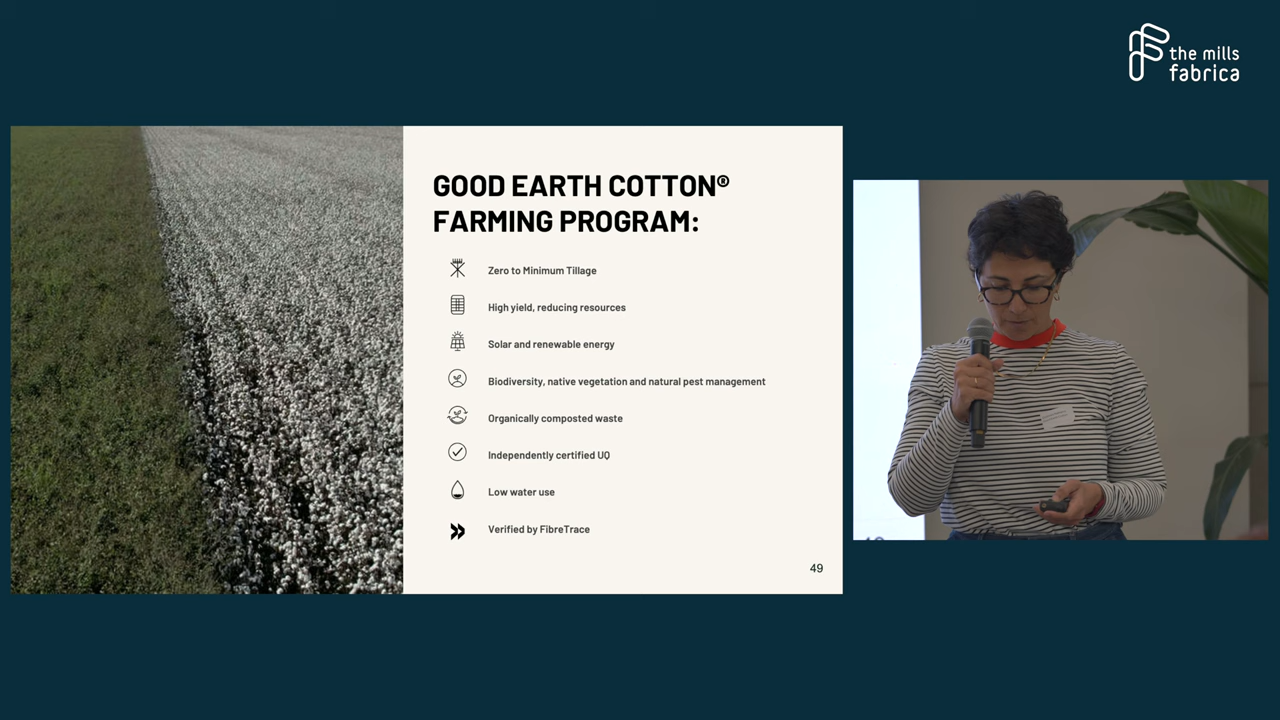 the mills
fabrica
GOOD EARTH COTTON®
FARMING PROGRAM:
Zero to Minimum Tillage
High yield, reducing resources
Solar and renewable energy
Biodiversity, native vegetation and natural pest management
Organically composted waste
Independently certified UQ
Low water use
Verified by FibreTrace
49